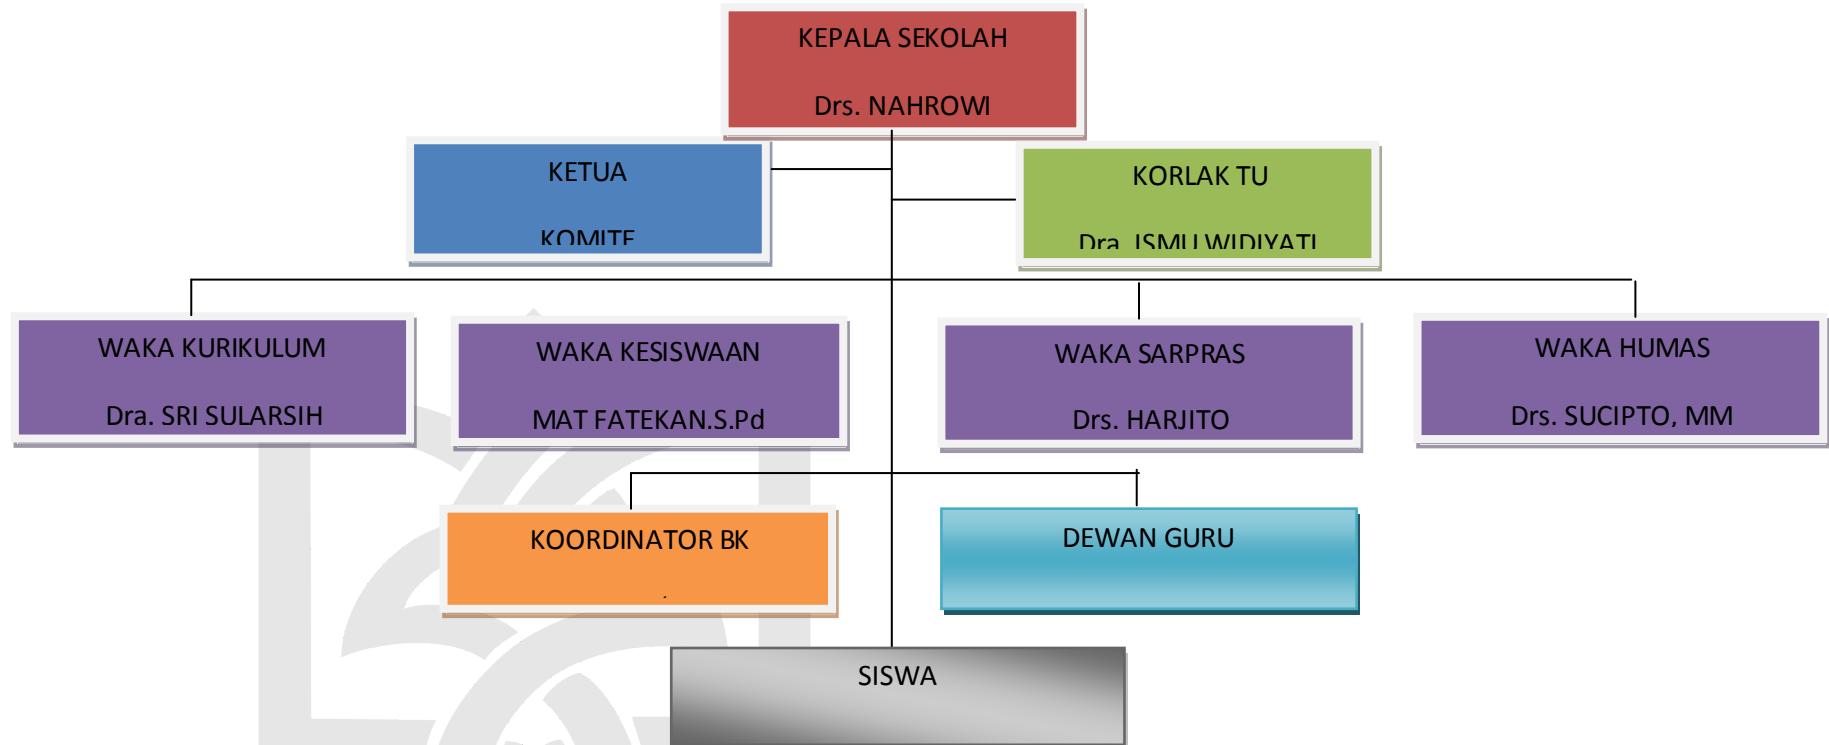 KEPALA SEKOLAH
Drs. NAHROWI
KETUA
KOMITE
KORLAK TU
Dra. ISMU WIDIYATI
WAKA KURIKULUM
Dra. SRI SULARSIH
WAKA KESISWAAN
MAT FATEKAN.S.Pd
WAKA SARPRAS
Drs. HARJITO
WAKA HUMAS
Drs. SUCIPTO, MM
KOORDINATOR BK
DEWAN GURU
SISWA